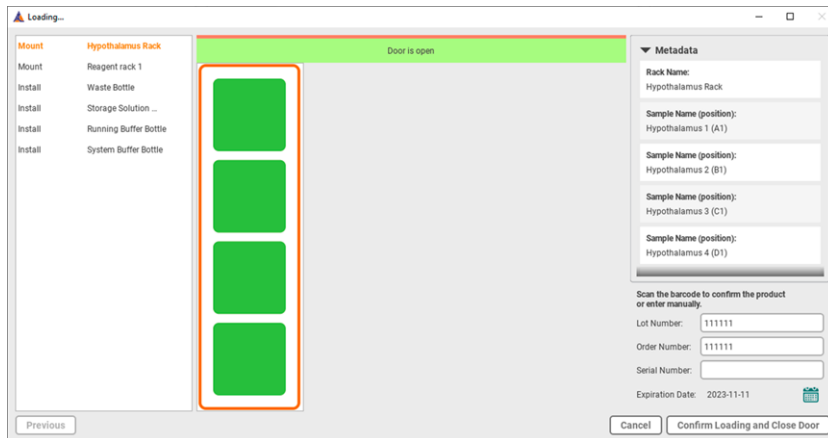 Loading...
Mount Hypothalamus Rack
Mount Reagent rack 1
Install Waste Bottle
Install Storage Solution ...
Install Running Buffer Bottle
Install System Buffer Bottle
Door is open
Metadata
Rack Name:
Hypothalamus Rack
Sample Name (position):
Hypothalamus 1 (A1)
Sample Name (position):
Hypothalamus 2 (B1)
Sample Name (position):
Hypothalamus 3 (C1)
Sample Name (position):
Hypothalamus 4 (D1)
Scan the barcode to confirm the product
or enter manually.
Lot Number: 111111
Order Number: 111111
Serial Number:
Expiration Date: 2023-11-11
Previous
Cancel
Confirm Loading and Close Door